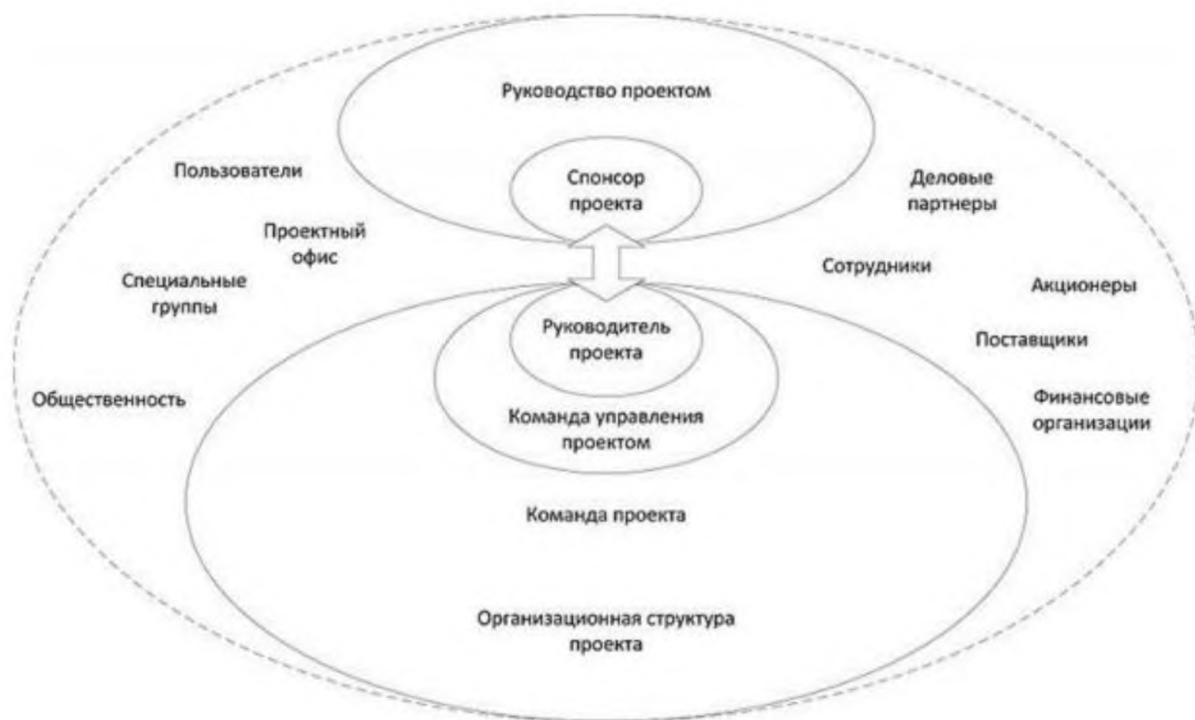 Руководство проектом
Пользователи
Спонсор
проекта
Деловые
партнеры
Проектный
офис
Сотрудники
Специальные
группы
Акционеры
Руководитель
проекта
Поставщики
Общественность
Финансовые
организации
Команда управления
проектом
Команда проекта
Организационная структура
проекта